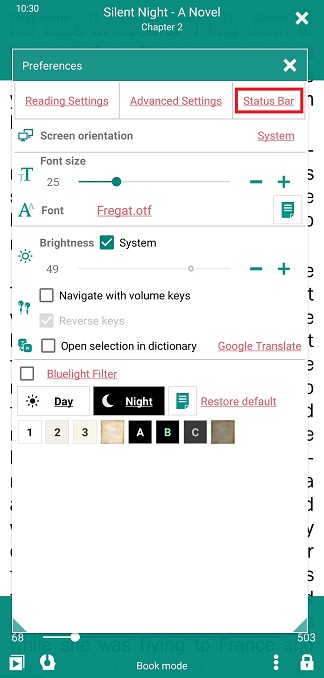 10:30
Silent Night - A Novel
Chapter 2
Preferences
Reading Settings
Advanced Settings
Status Bar
Screen orientation
System
Font size
25
Font
Fregat.otf
Brightness
System
49
Navigate with volume keys
Reverse keys
Open selection in dictionary
Google Translate
Bluelight Filter
Day
Night
Restore default
1 2 3 A B C
68
503
while she was flying to France and
Book mode